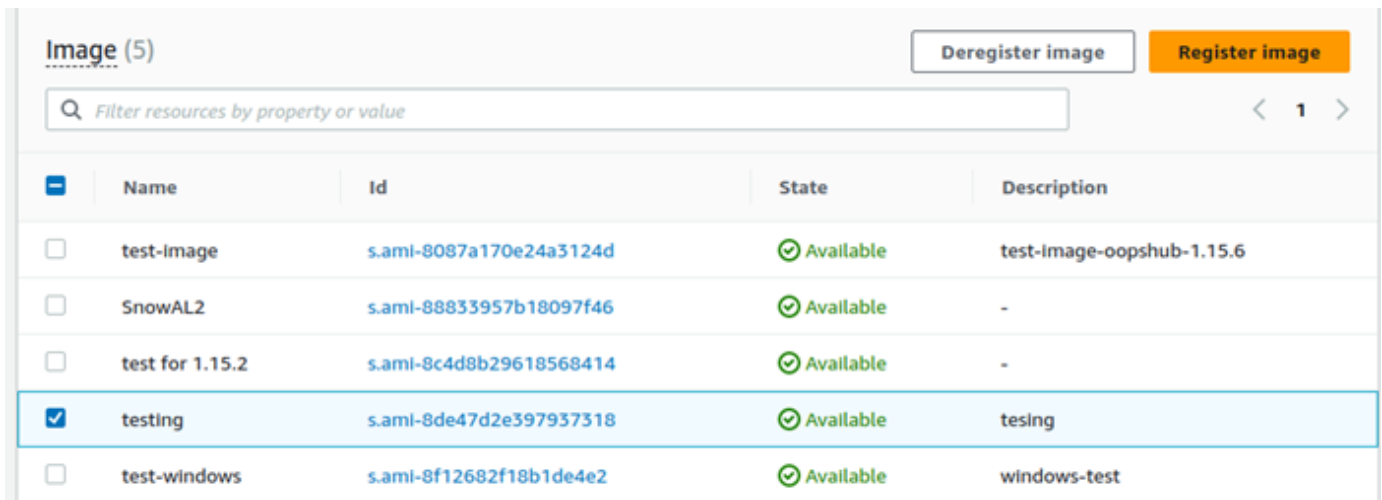 Image (5) Deregister image Register image
Filter resources by property or value 1
Name Id State Description
test-image s.ami-8087a170e24a3124d Available test-image-oopshub-1.15.6
SnowAL2 s.ami-88833957b18097f46 Available -
test for 1.15.2 s.ami-8c4d8b29618568414 Available -
testing s.ami-8de47d2e397937318 Available tesing
test-windows s.ami-8f12682f18b1de4e2 Available windows-test